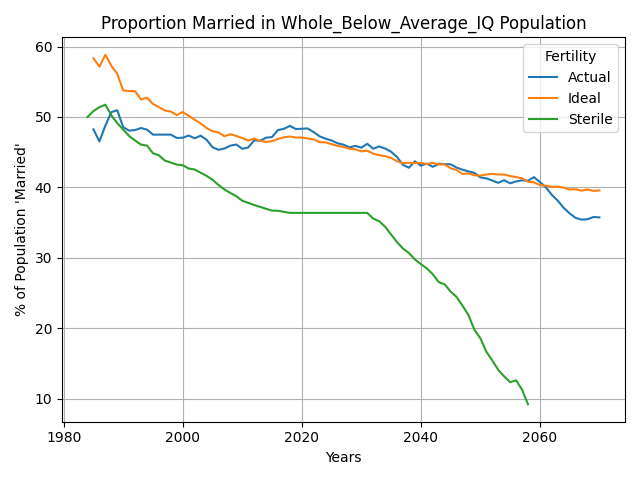 Proportion Married in Whole_Below_Average_IQ Population
% of Population 'Married'
60
50
40
30
20
10
1980
2000
2020
2040
2060
Years
Fertility
Actual
Ideal
Sterile